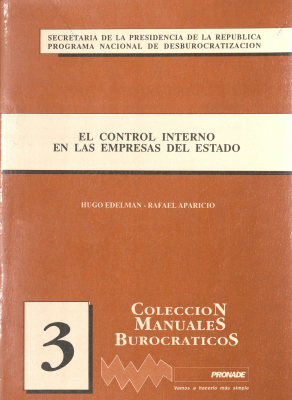 SECRETARIA DE LA PRESIDENCIA DE LA REPUBLICA
PROGRAMA NACIONAL DE DESBUROCRATIZACION
EL CONTROL INTERNO
EN LAS EMPRESAS DEL ESTADO
HUGO EDELMAN - RAFAEL APARICIO
3
COLECCION
MANUALES
BUROCRATICOS
PRONADE
Vamos a hacerlo más simple